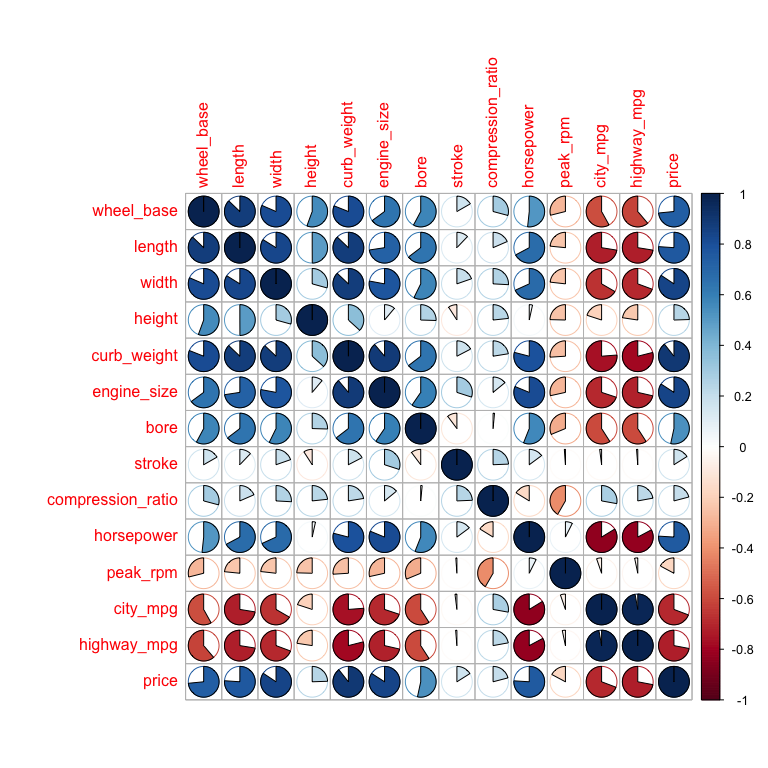 wheel_base
length
width
height
curb_weight
engine_size
bore
stroke
compression_ratio
horsepower
peak_rpm
city_mpg
highway_mpg
price
wheel_base
length
width
height
curb_weight
engine_size
bore
stroke
compression_ratio
horsepower
peak_rpm
city_mpg
highway_mpg
price
1
0.8
0.6
0.4
0.2
0
-0.2
-0.4
-0.6
-0.8
-1